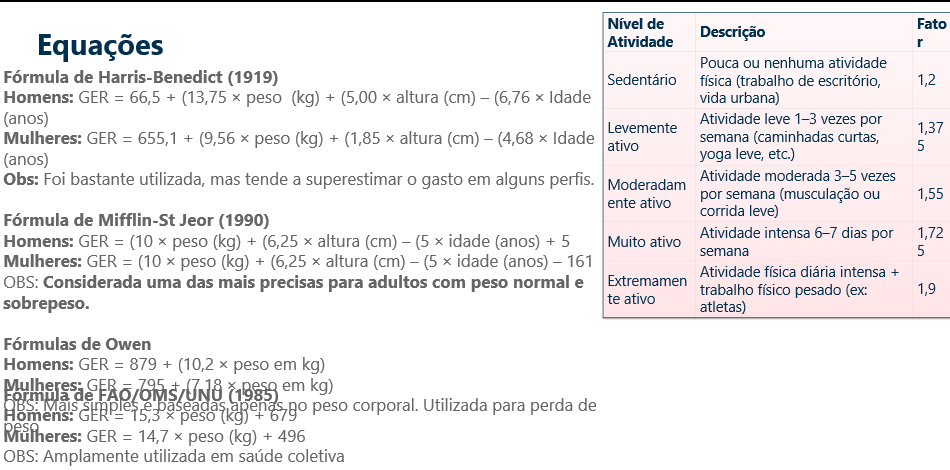 Equações
Fórmula de Harris-Benedict (1919)
Homens: GER = 66,5 + (13,75 × peso (kg) + (5,00 × altura (cm) – (6,76 × Idade
(anos)
Mulheres: GER = 655,1 + (9,56 × peso (kg) + (1,85 × altura (cm) – (4,68 × Idade
(anos)
Obs: Foi bastante utilizada, mas tende a superestimar o gasto em alguns perfis.
Fórmula de Mifflin-St Jeor (1990)
Homens: GER = (10 × peso (kg) + (6,25 × altura (cm) – (5 × idade (anos) + 5
Mulheres: GER = (10 × peso (kg) + (6,25 × altura (cm) – (5 × idade (anos) – 161
OBS: Considerada uma das mais precisas para adultos com peso normal e
sobrepeso.
Fórmulas de Owen
Homens: GER = 879 + (10,2 × peso em kg)
Mulheres: GER = 795 + (7,18 × peso em kg)
OBS: Mais simples e baseadas apenas no peso corporal. Utilizada para perda de
peso
Fórmula de FAO/OMS/UNU (1985)
Homens: GER = 15,3 × peso (kg) + 679
Mulheres: GER = 14,7 × peso (kg) + 496
OBS: Amplamente utilizada em saúde coletiva
Nível de
Atividade
Descrição
Fato
r
Sedentário
Pouca ou nenhuma atividade
física (trabalho de escritório,
vida urbana)
1,2
Levemente
ativo
Atividade leve 1–3 vezes por
semana (caminhadas curtas,
yoga leve, etc.)
1,37
5
Moderadam
ente ativo
Atividade moderada 3–5 vezes
por semana (musculação ou
corrida leve)
1,55
Muito ativo
Atividade intensa 6–7 dias por
semana
1,72
5
Extremamen
te ativo
Atividade física diária intensa +
trabalho físico pesado (ex:
atletas)
1,9